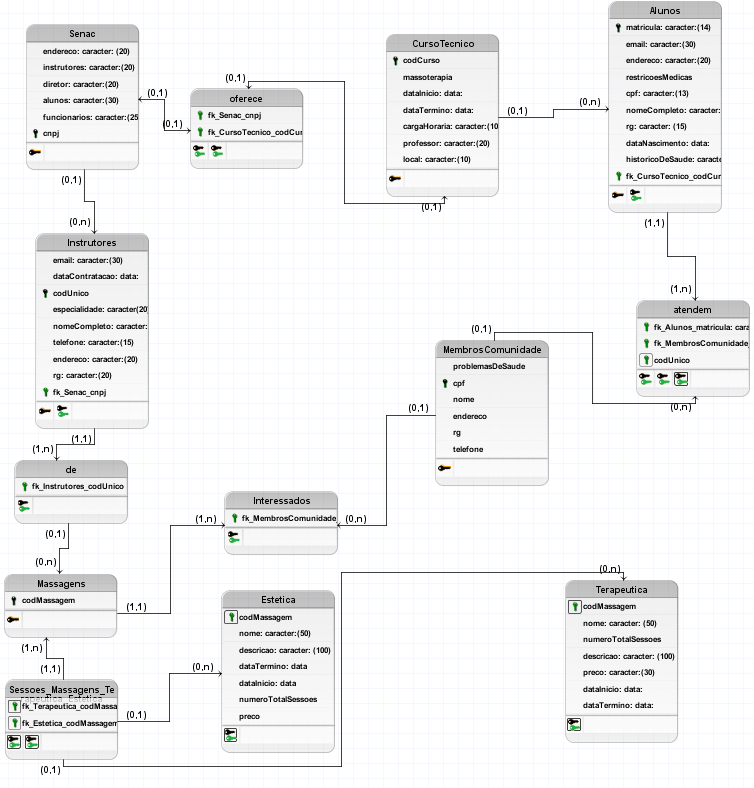 Senac
endereco: caracter: (20)
instrutores: caracter:(20)
diretor: caracter:(20)
alunos: caracter:(30)
funcionarios: caracter:(25
cnpj
(0,1)
(0,1)
(0,1)
oferece
fk_Senac_cnpj
fk_CursoTecnico_codCur
CursoTecnico
codCurso
massoterapia
dataInicio: data:
dataTermino: data:
cargaHoraria: caracter:(10
professor: caracter:(20)
local: caracter:(10)
(0,1)
(0,1)
(0,n)
Alunos
matricula: caracter:(14)
email: caracter:(30)
endereco: caracter:(20)
restricoesMedicas
cpf: caracter:(13)
nomeCompleto: caracter:
rg: caracter: (15)
dataNascimento: data:
historicoDeSaude: caracte
fk_CursoTecnico_codCur
(0,1)
(0,n)
Instrutores
email: caracter:(30)
dataContratacao: data:
codUnico
especialidade: caracter(20
nomeCompleto: caracter:
telefone: caracter:(15)
endereco: caracter:(20)
rg: caracter:(20)
fk_Senac_cnpj
(1,1)
(1,n)
(1,1)
(1,n)
atendem
fk_Alunos_matricula: cara
fk_MembrosComunidade_
codUnico
(0,1)
(0,n)
MembrosComunidade
problemasDeSaude
cpf
nome
endereco
rg
telefone
(0,1)
(0,n)
de
fk_Instrutores_codUnico
(0,1)
(0,n)
Interessados
fk_MembrosComunidade_
(1,n)
(1,1)
Massagens
codMassagem
(1,n)
(1,1)
Sessoes_Massagens_Te
rapeutica_Estetica
fk_Terapeutica_codMassa
fk_Estetica_codMassagem
(0,1)
(0,n)
(0,1)
(0,n)
Estetica
codMassagem
nome: caracter:(50)
descricao: caracter: (100)
dataTermino: data
dataInicio: data
numeroTotalSessoes
preco
Terapeutica
codMassagem
nome: caracter: (50)
numeroTotalSessoes
descricao: caracter: (100)
preco: caracter:(30)
dataInicio: data:
dataTermino: data: